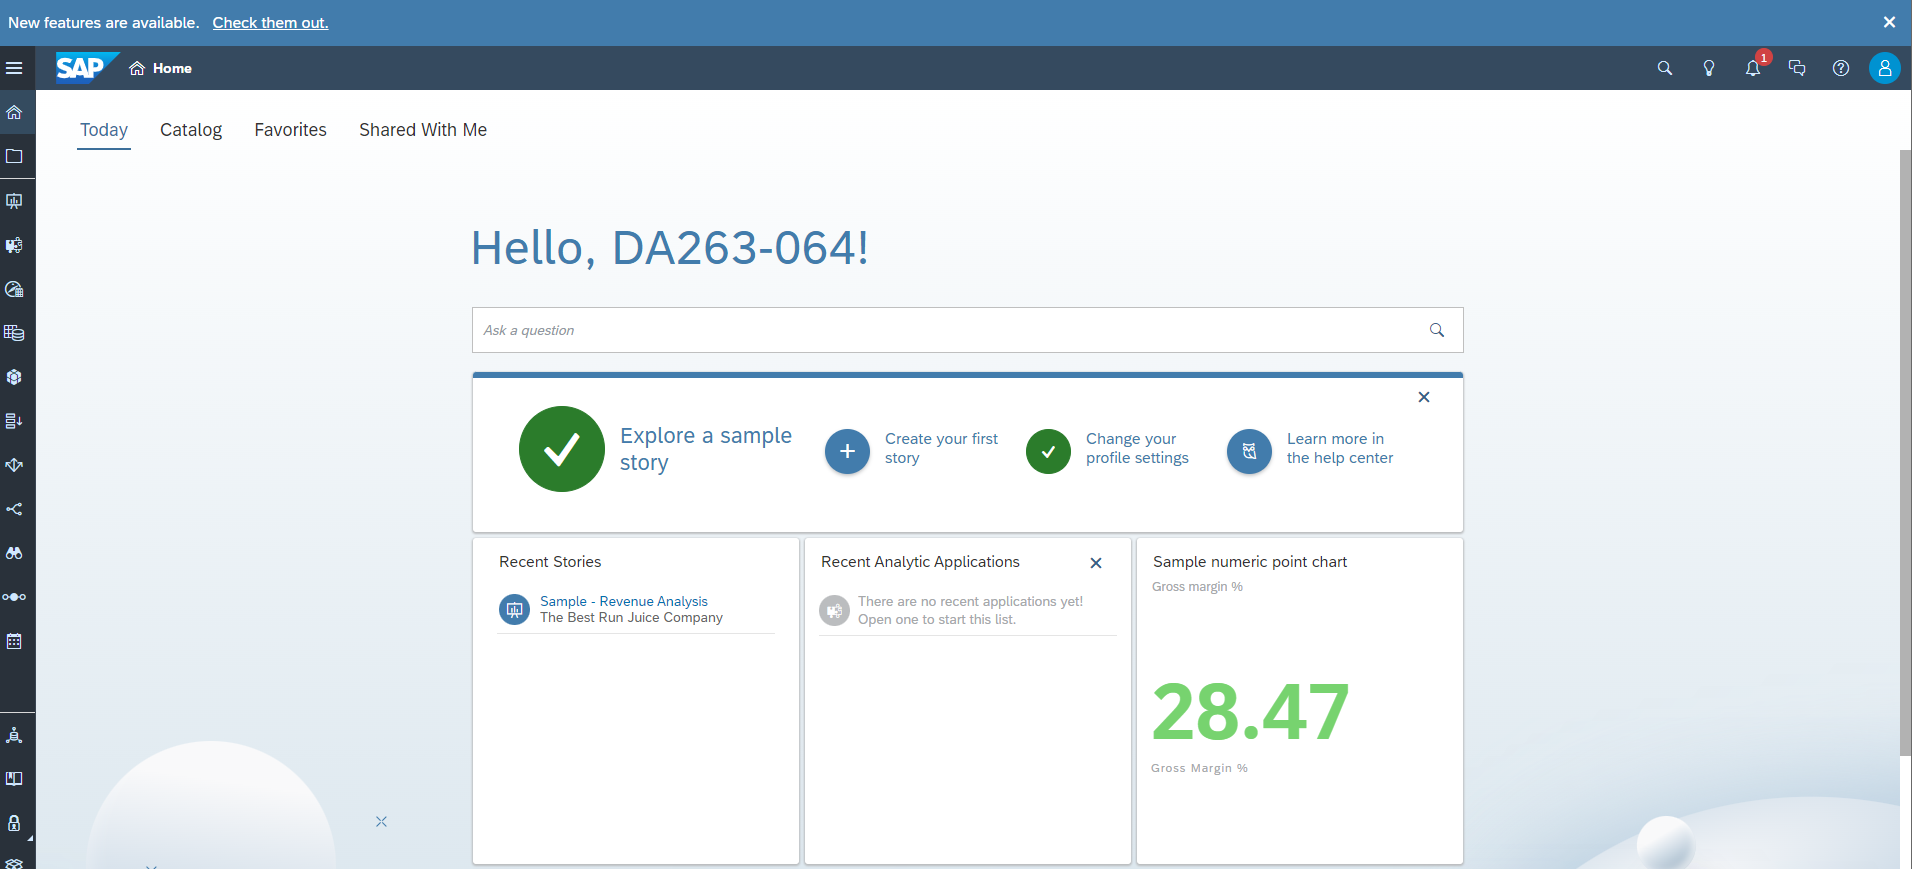 New features are available. Check them out.
SAP Home
1
Today Catalog Favorites Shared With Me
Hello, DA263-064!
Ask a question
Explore a sample
story
Create your first
story
Change your
profile settings
Learn more in
the help center
Recent Stories
Sample - Revenue Analysis
The Best Run Juice Company
Recent Analytic Applications
There are no recent applications yet!
Open one to start this list.
Sample numeric point chart
Gross margin %
28.47
Gross Margin %